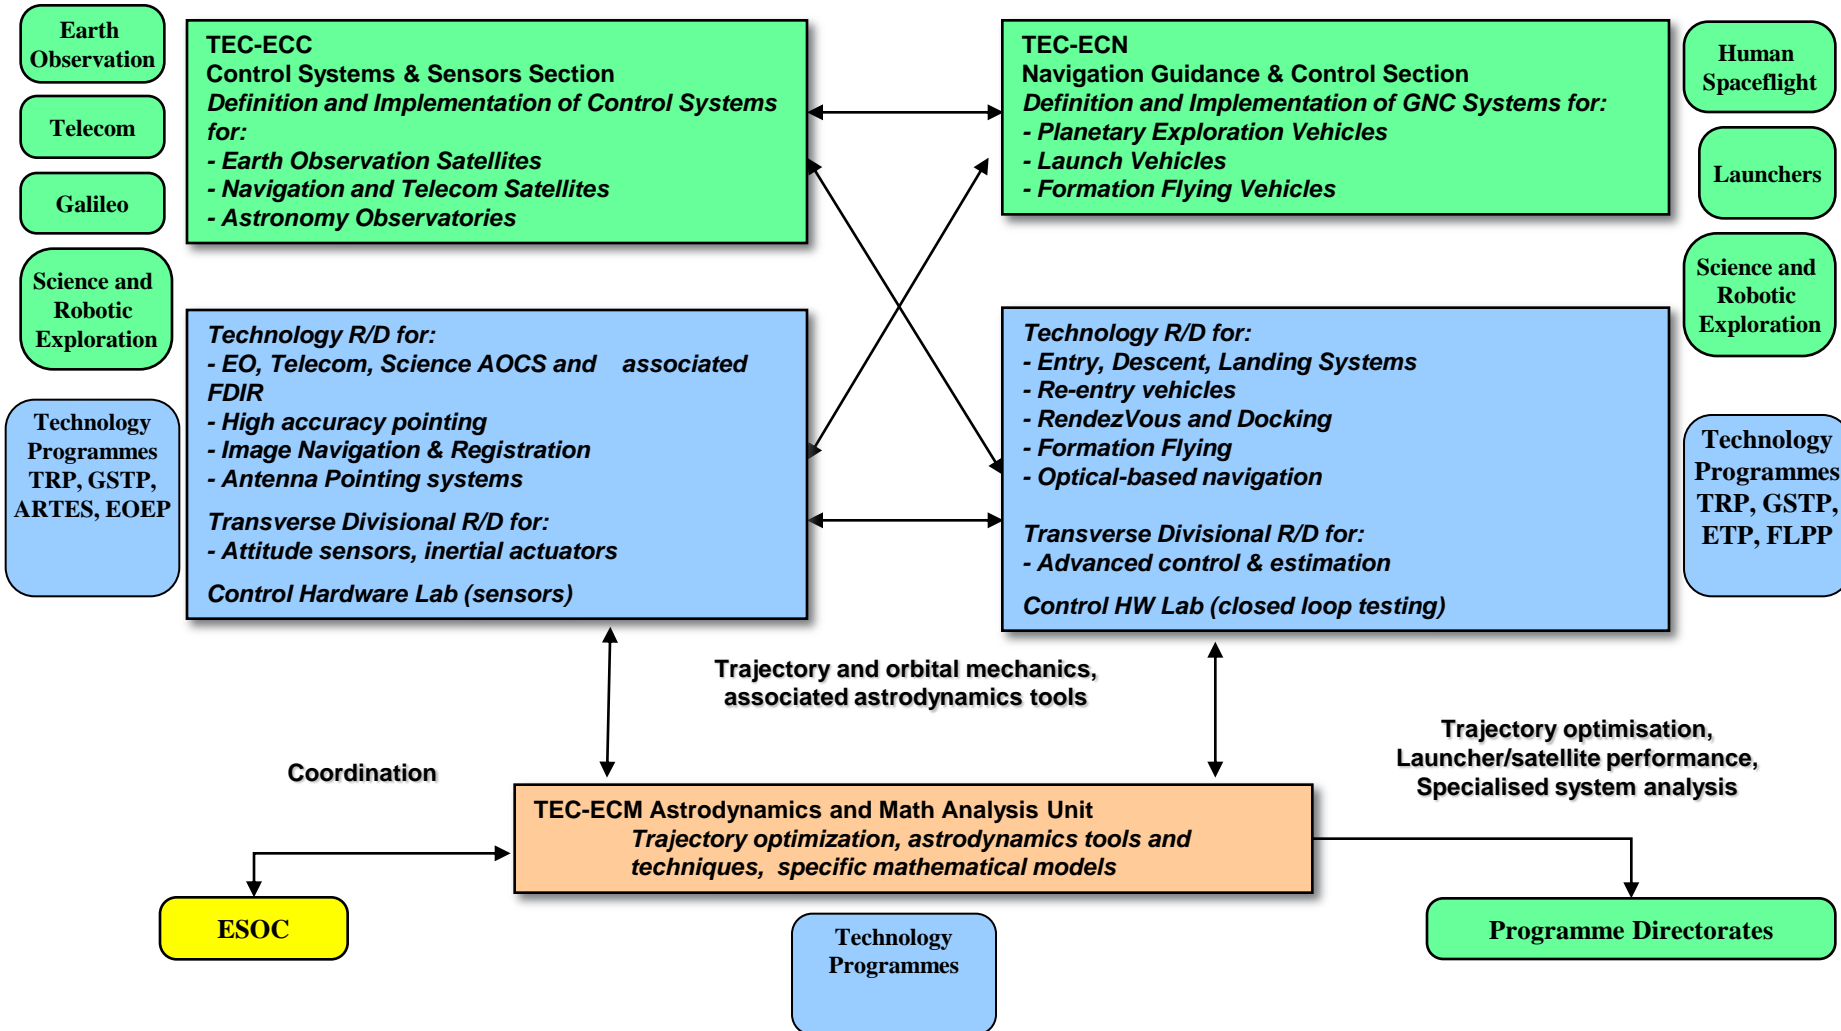 Earth
Observation
Telecom
Galileo
Science and
Robotic
Exploration
Technology
Programmes
TRP, GSTP,
ARTES, EOEP
TEC-ECC
Control Systems & Sensors Section
Definition and Implementation of Control Systems
for:
- Earth Observation Satellites
- Navigation and Telecom Satellites
- Astronomy Observatories
TEC-ECN
Navigation Guidance & Control Section
Definition and Implementation of GNC Systems for:
- Planetary Exploration Vehicles
- Launch Vehicles
- Formation Flying Vehicles
Human
Spaceflight
Launchers
Science and
Robotic
Exploration
Technology
Programmes
TRP, GSTP,
ETP, FLPP
Technology R/D for:
- EO, Telecom, Science AOCS and associated
FDIR
- High accuracy pointing
- Image Navigation & Registration
- Antenna Pointing systems
Transverse Divisional R/D for:
- Attitude sensors, inertial actuators
Control Hardware Lab (sensors)
Technology R/D for:
- Entry, Descent, Landing Systems
- Re-entry vehicles
- RendezVous and Docking
- Formation Flying
- Optical-based navigation
Transverse Divisional R/D for:
- Advanced control & estimation
Control HW Lab (closed loop testing)
Trajectory and orbital mechanics,
associated astrodynamics tools
Coordination
Trajectory optimisation,
Launcher/satellite performance,
Specialised system analysis
TEC-ECM Astrodynamics and Math Analysis Unit
Trajectory optimization, astrodynamics tools and
techniques, specific mathematical models
ESOC
Technology
Programmes
Programme Directorates